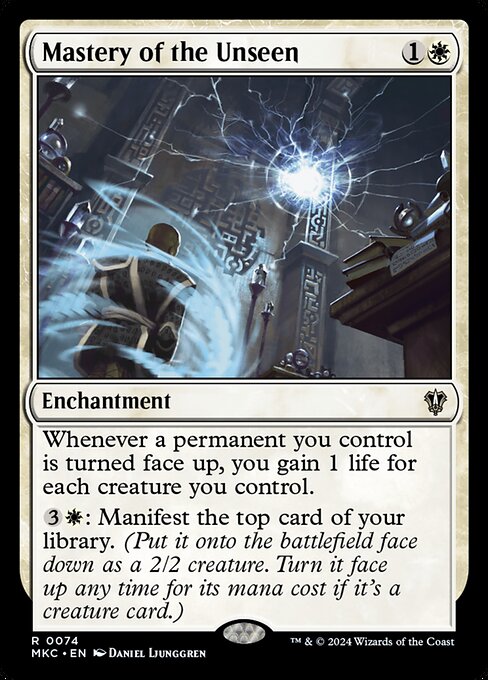 Mastery of the Unseen 1
Enchantment
Whenever a permanent you control
is turned face up, you gain 1 life for
each creature you control.
3: Manifest the top card of your
library. (Put it onto the battlefield face
down as a 2/2 creature. Turn it face
up any time for its mana cost if it's a
creature card.)
R 0074
MKC • EN Daniel Ljunggren
™ & © 2024 Wizards of the Coast